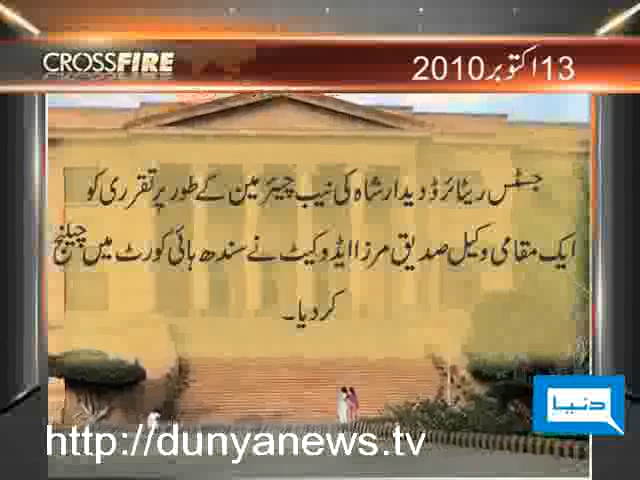 CROSSFIRE
13 اکتوبر 2010
جسٹس ریٹائرڈ دیدار شاہ کی نیب چیئرمین کے طور پر تقرری کو
ایک مقامی وکیل صدیق مرزا ایڈوکیٹ نے سندھ ہائی کورٹ میں چیلنج
کر دیا۔
دنیا
http://dunyanews.tv